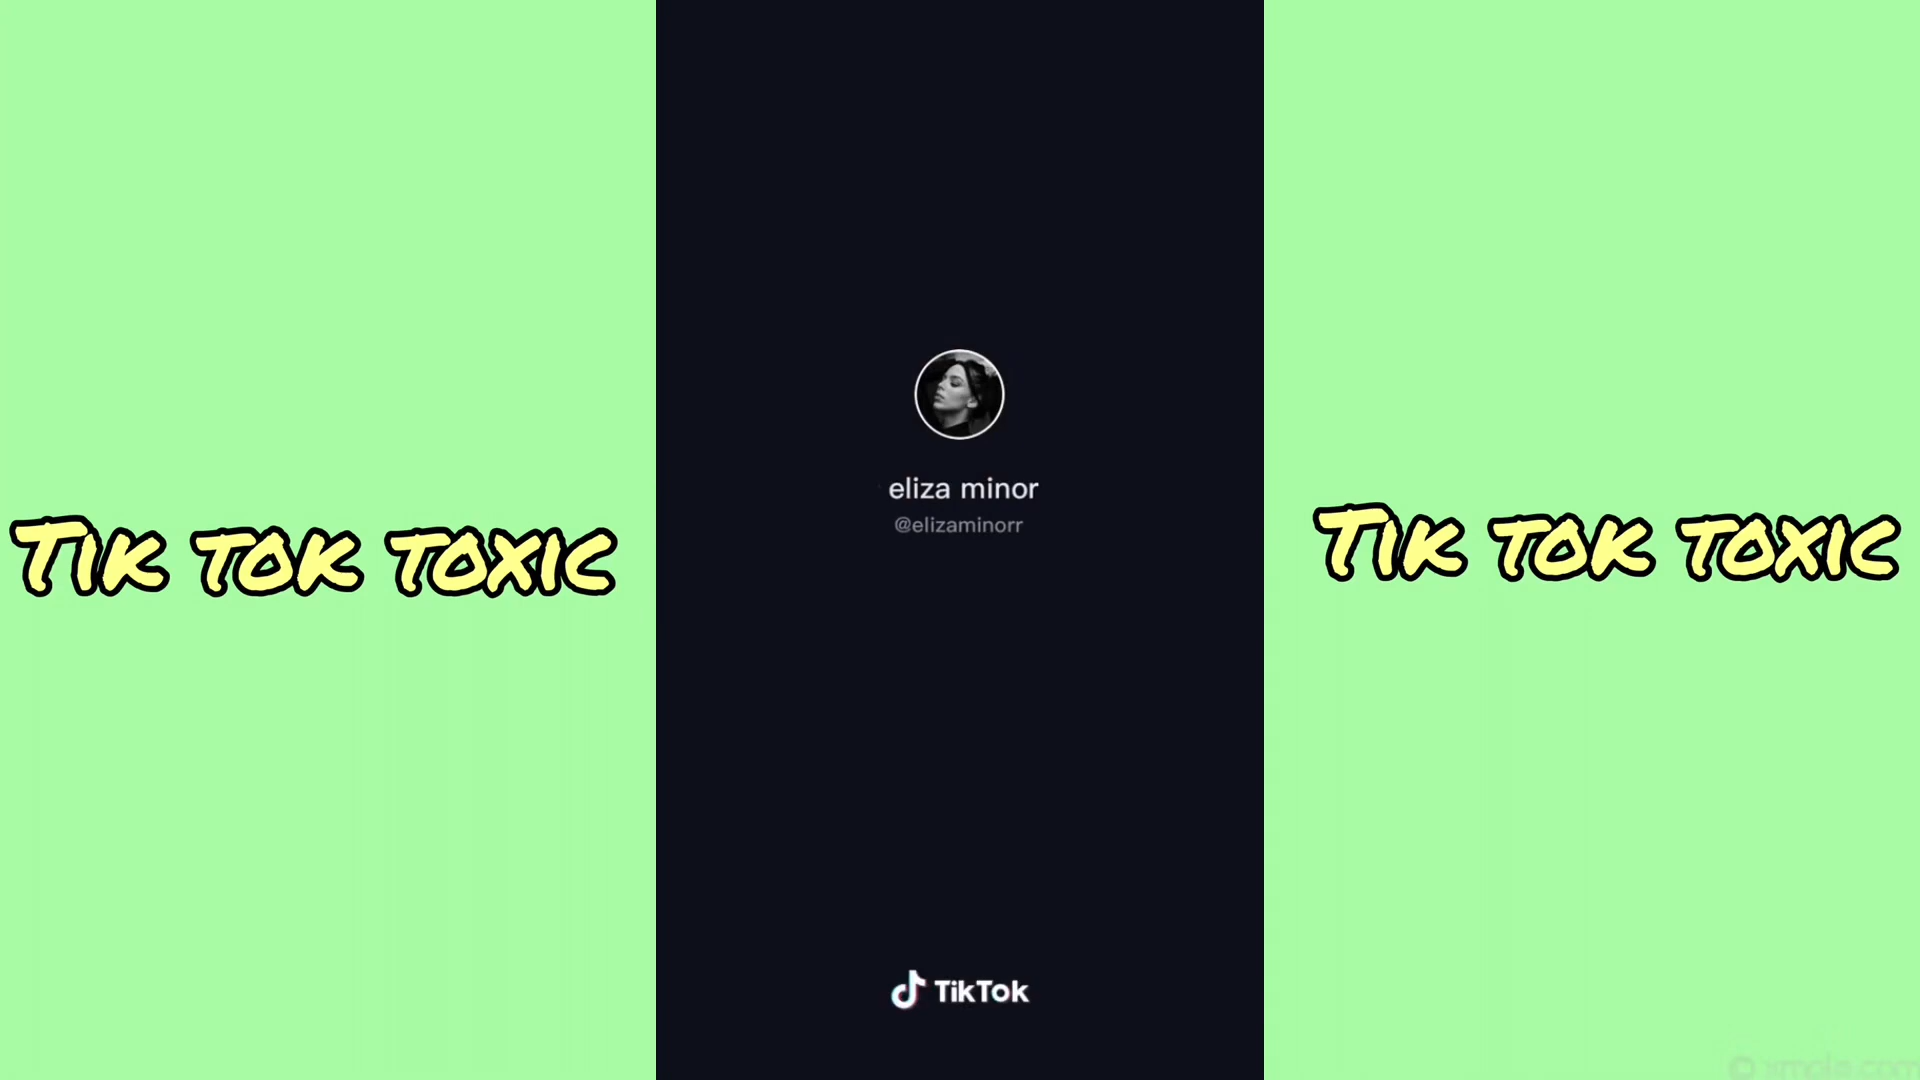 Tik tok toxic
eliza minor
@elizaminorr
Tik tok toxic
TikTok